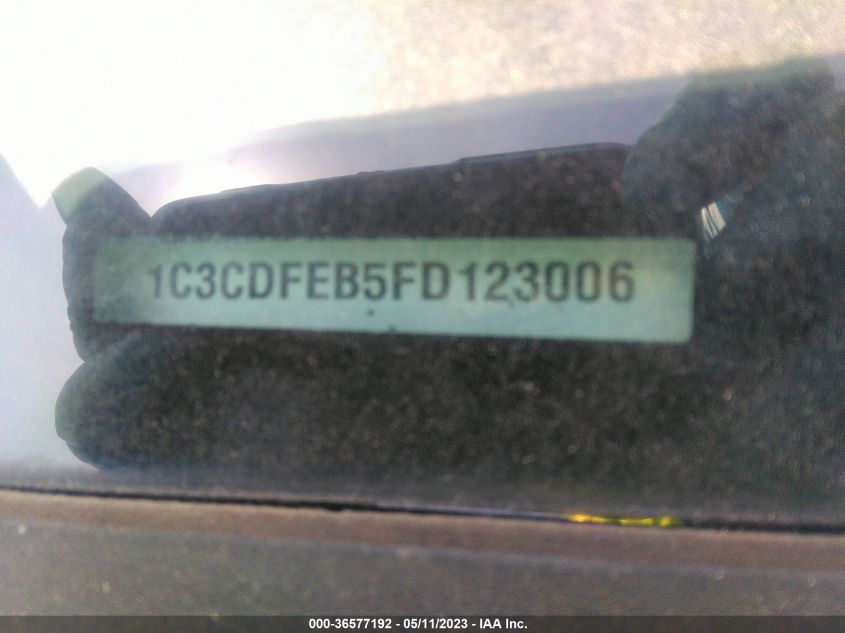 1C3CDFEB5FD123006
000-36577192 - 05/11/2023 - IAA Inc.